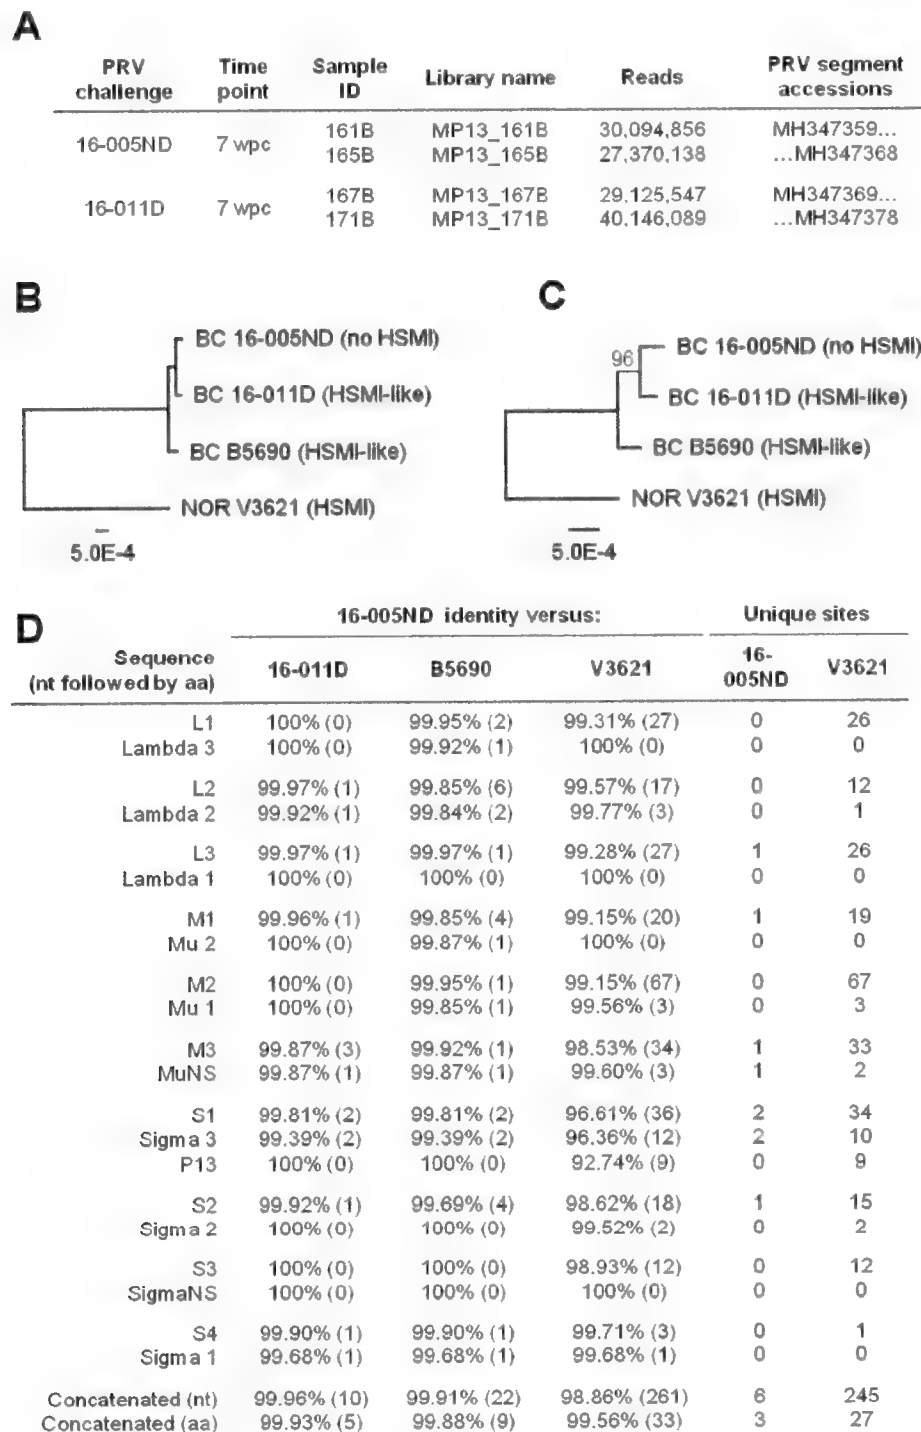 A
PRV challenge Time point Sample ID Library name Reads PRV segment accessions
16-005ND 7 wpc 161B MP13_161B 30,094,856 MH347359...
165B MP13_165B 27,370,138 ...MH347368
16-011D 7 wpc 167B MP13_167B 29,125,547 MH347369...
171B MP13_171B 40,146,089 ...MH347378
B
BC 16-005ND (no HSMI)
BC 16-011D (HSMI-like)
BC B5690 (HSMI-like)
NOR V3621 (HSMI)
5.0E-4
C
96
BC 16-005ND (no HSMI)
BC 16-011D (HSMI-like)
BC B5690 (HSMI-like)
NOR V3621 (HSMI)
5.0E-4
D
16-005ND identity versus: Unique sites
Sequence (nt followed by aa) 16-011D B5690 V3621 16-005ND V3621
L1 100% (0) 99.95% (2) 99.31% (27) 0 26
Lambda 3 100% (0) 99.92% (1) 100% (0) 0 0
L2 99.97% (1) 99.85% (6) 99.57% (17) 0 12
Lambda 2 99.92% (1) 99.84% (2) 99.77% (3) 0 1
L3 99.97% (1) 99.97% (1) 99.28% (27) 1 26
Lambda 1 100% (0) 100% (0) 100% (0) 0 0
M1 99.96% (1) 99.85% (4) 99.15% (20) 1 19
Mu 2 100% (0) 99.87% (1) 100% (0) 0 0
M2 100% (0) 99.95% (1) 99.15% (67) 0 67
Mu 1 100% (0) 99.85% (1) 99.56% (3) 0 3
M3 99.87% (3) 99.92% (1) 98.53% (34) 1 33
MuNS 99.87% (1) 99.87% (1) 99.60% (3) 1 2
S1 99.81% (2) 99.81% (2) 96.61% (36) 2 34
Sigma 3 99.39% (2) 99.39% (2) 96.36% (12) 2 10
P13 100% (0) 100% (0) 92.74% (9) 0 9
S2 99.92% (1) 99.69% (4) 98.62% (18) 1 15
Sigma 2 100% (0) 100% (0) 99.52% (2) 0 2
S3 100% (0) 100% (0) 98.93% (12) 0 12
SigmaNS 100% (0) 100% (0) 100% (0) 0 0
S4 99.90% (1) 99.90% (1) 99.71% (3) 0 1
Sigma 1 99.68% (1) 99.68% (1) 99.68% (1) 0 0
Concatenated (nt) 99.96% (10) 99.91% (22) 98.86% (261) 6 245
Concatenated (aa) 99.93% (5) 99.88% (9) 99.56% (33) 3 27